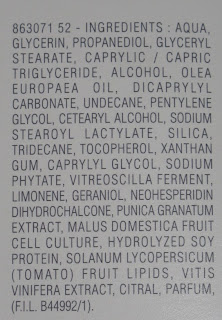 863071 52 - INGREDIENTS : AQUA,
GLYCERIN, PROPANEDIOL, GLYCERYL
STEARATE, CAPRYLIC / CAPRIC
TRIGLYCERIDE, ALCOHOL, OLEA
EUROPAEA OIL, DICAPRYLYL
CARBONATE, UNDECANE, PENTYLENE
GLYCOL, CETEARYL ALCOHOL, SODIUM
STEAROYL LACTYLATE, SILICA,
TRIDECANE, TOCOPHEROL, XANTHAN
GUM, CAPRYLYL GLYCOL, SODIUM
PHYTATE, VITREOSCILLA FERMENT,
LIMONENE, GERANIOL, NEOHESPERIDIN
DIHYDROCHALCONE, PUNICA GRANATUM
EXTRACT, MALUS DOMESTICA FRUIT
CELL CULTURE, HYDROLYZED SOY
PROTEIN, SOLANUM LYCOPERSICUM
(TOMATO) FRUIT LIPIDS, VITIS
VINIFERA EXTRACT, CITRAL, PARFUM,
(F.I.L. B44992/1).